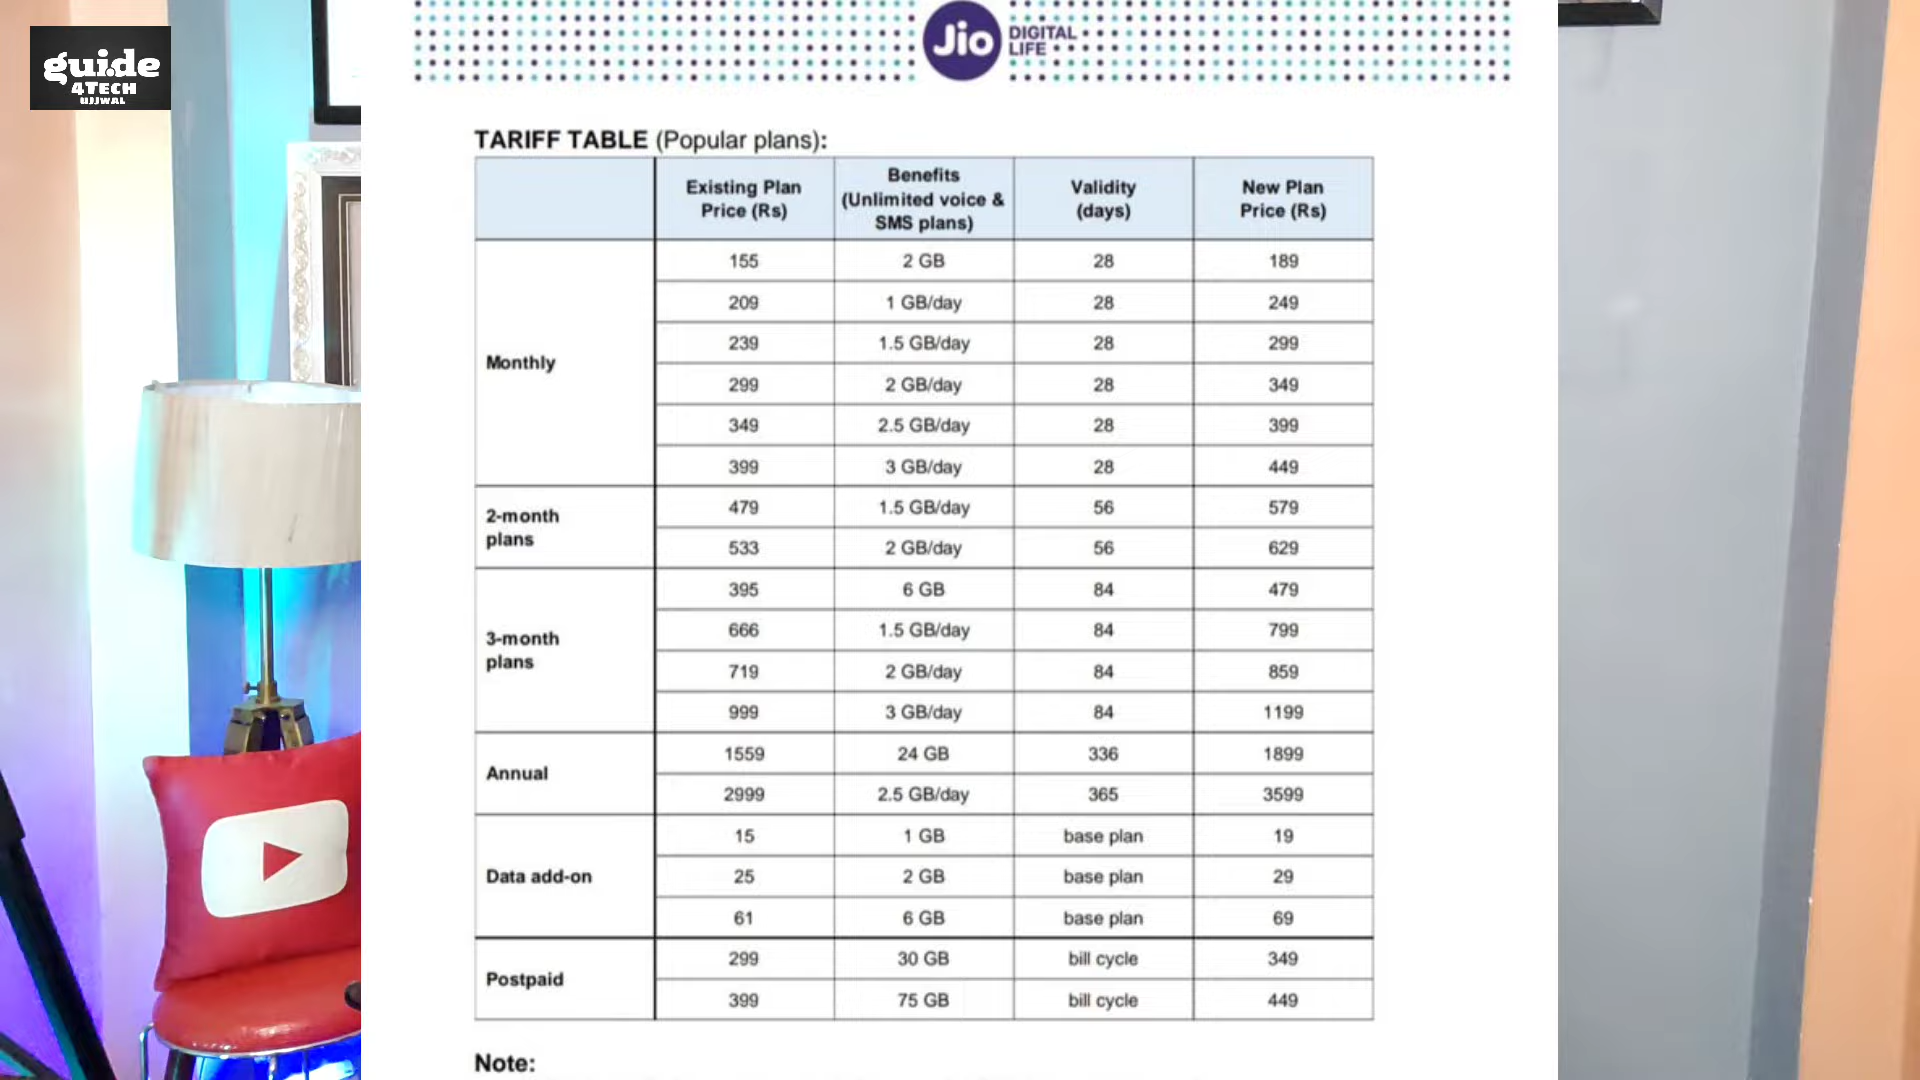 guide
4TECH
UJJWAL
Jio
DIGITAL
LIFE
TARIFF TABLE (Popular plans):
Existing Plan Price (Rs) Benefits (Unlimited voice & SMS plans) Validity (days) New Plan Price (Rs)
Monthly
155 2 GB 28 189
209 1 GB/day 28 249
239 1.5 GB/day 28 299
299 2 GB/day 28 349
349 2.5 GB/day 28 399
399 3 GB/day 28 449
2-month plans
479 1.5 GB/day 56 579
533 2 GB/day 56 629
3-month plans
395 6 GB 84 479
666 1.5 GB/day 84 799
719 2 GB/day 84 859
999 3 GB/day 84 1199
Annual
1559 24 GB 336 1899
2999 2.5 GB/day 365 3599
Data add-on
15 1 GB base plan 19
25 2 GB base plan 29
61 6 GB base plan 69
Postpaid
299 30 GB bill cycle 349
399 75 GB bill cycle 449
Note: